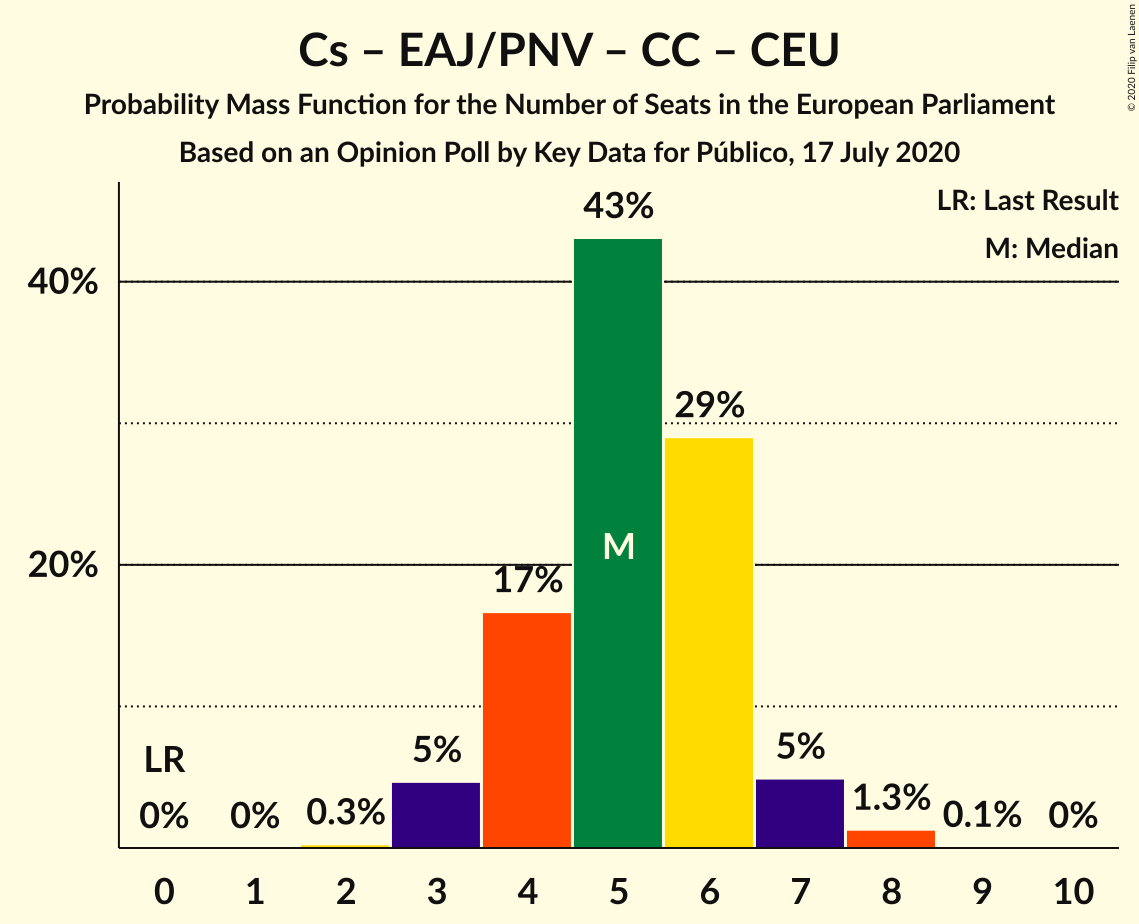 Cs – EAJ/PNV – CC – CEU
Probability Mass Function for the Number of Seats in the European Parliament
Based on an Opinion Poll by Key Data for Público, 17 July 2020
© 2020 Filip van Laenen
LR: Last Result
M: Median
43%
40%
29%
M
20%
17%
LR
5%
5%
0%
0%
0.3%
1.3%
0.1%
0%
0 1 2 3 4 5 6 7 8 9 10